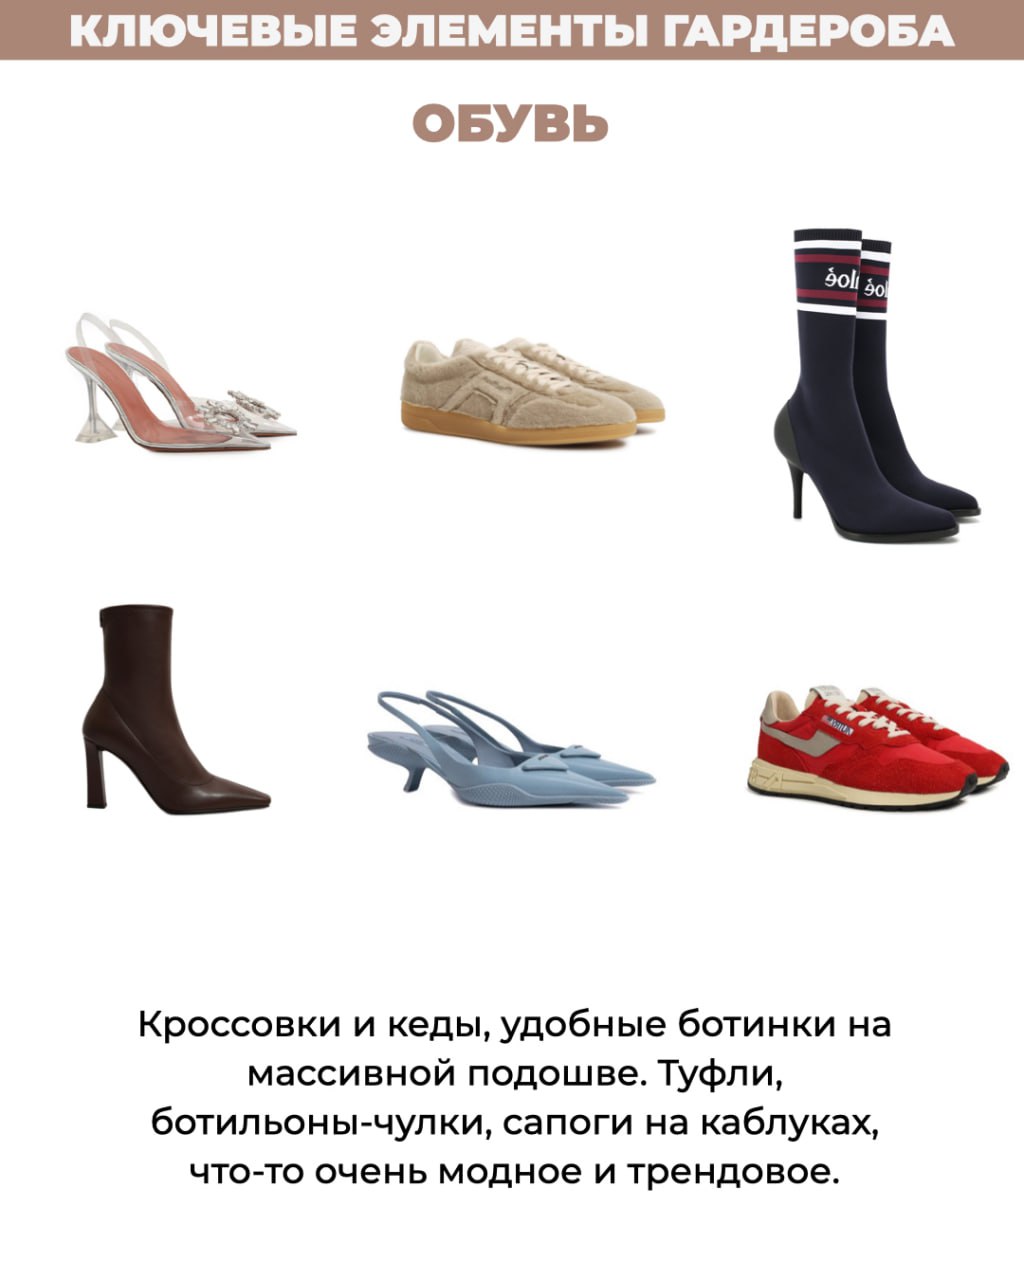 КЛЮЧЕВЫЕ ЭЛЕМЕНТЫ ГАРДЕРОБА
ОБУВЬ
Кроссовки и кеды, удобные ботинки на
массивной подошве. Туфли,
ботильоны-чулки, сапоги на каблуках,
что-то очень модное и трендовое.